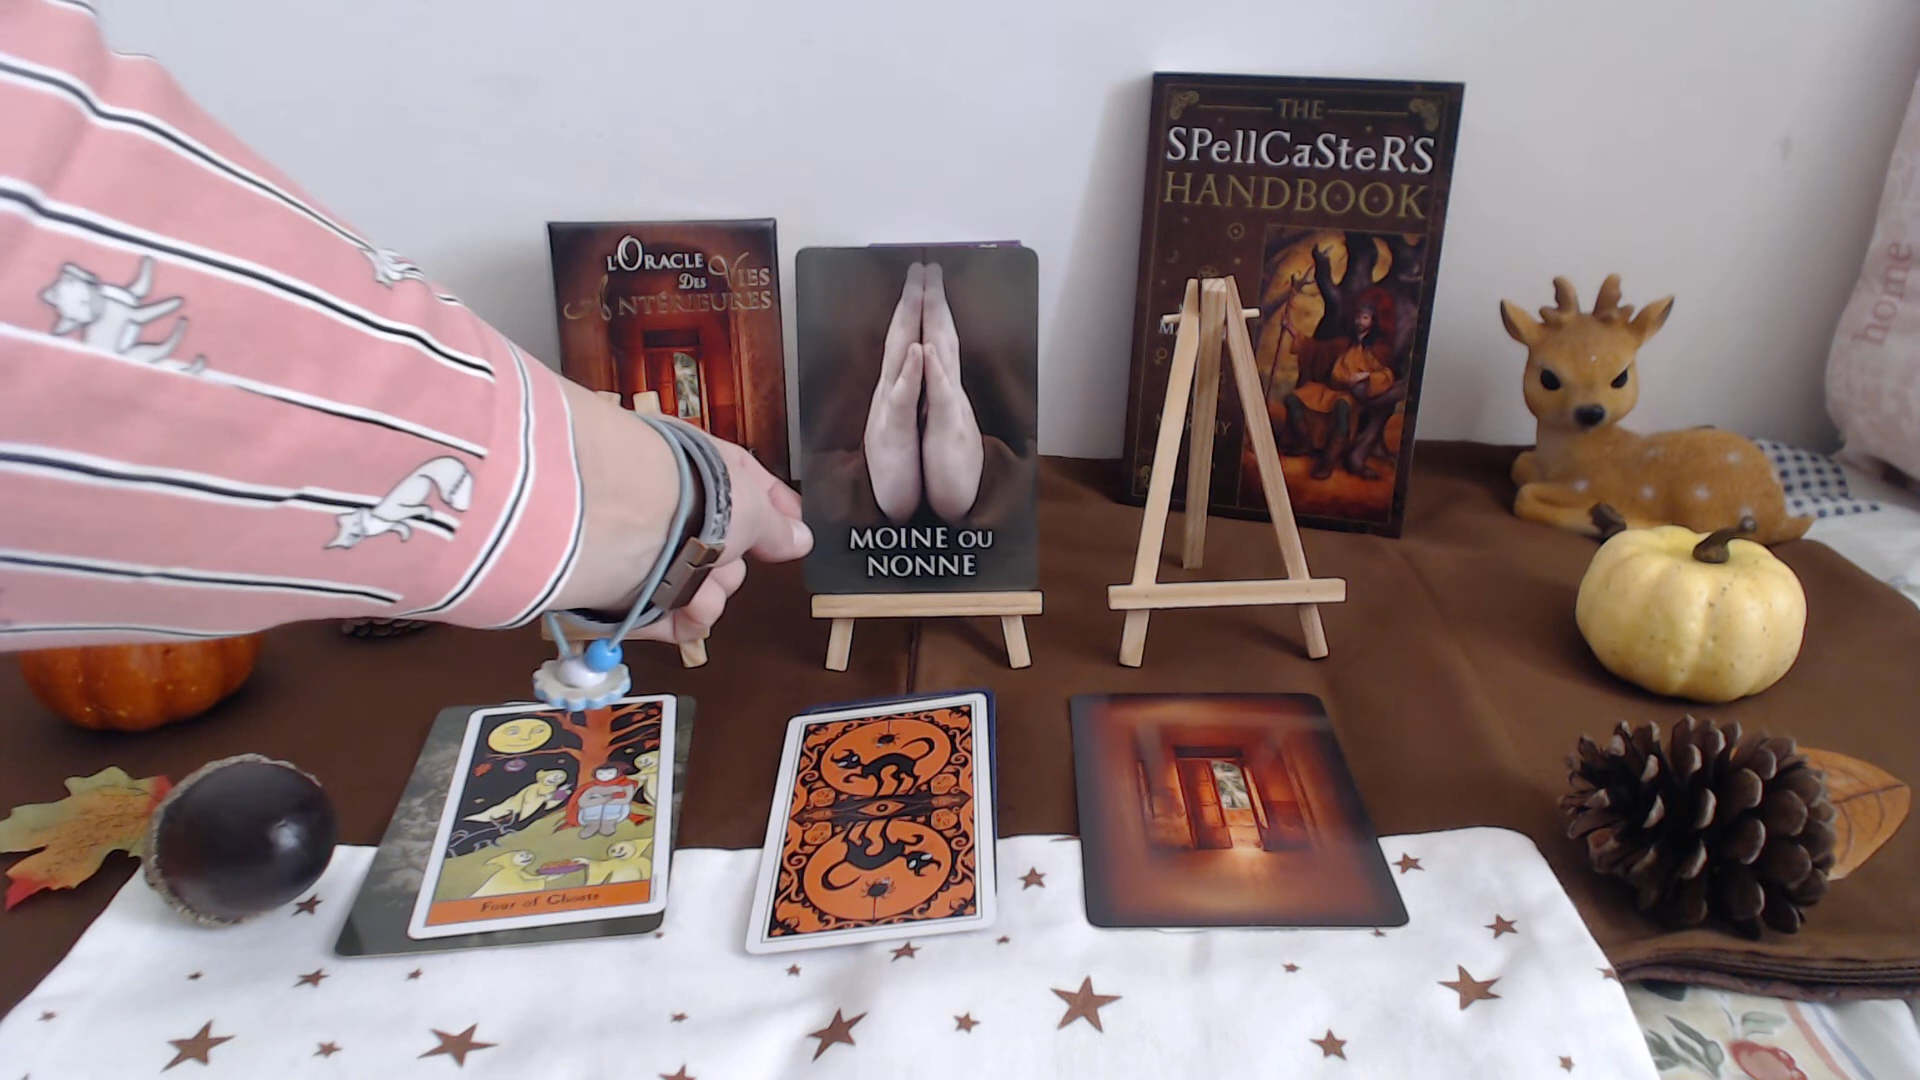 L'ORACLE
DES VIES
ANTÉRIEURES
MOINE OU
NONNE
THE
SPellCaSteR'S
HANDBOOK
home
Four of Ghosts